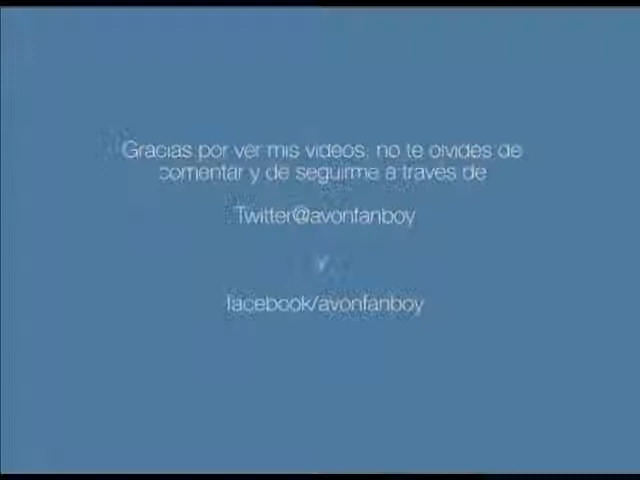 Gracias por ver mis videos, no te olvides de
comentar y de seguirme a traves de
Twitter@avonfanboy
y
facebook/avonfanboy